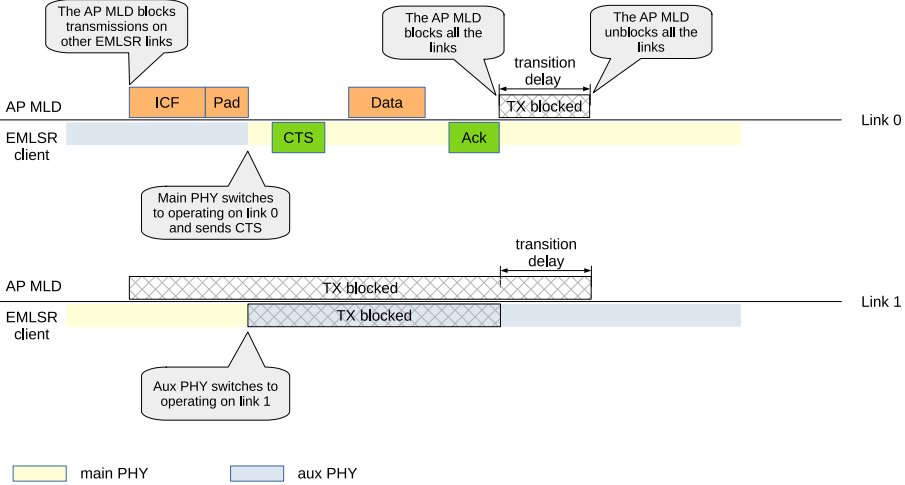 The AP MLD blocks
transmissions on
other EMLSR links
The AP MLD
blocks all the
links
The AP MLD
unblocks all the
links
transition
delay
AP MLD
ICF
Pad
Data
TX blocked
Link 0
EMLSR
client
CTS
Ack
Main PHY switches
to operating on link 0
and sends CTS
transition
delay
AP MLD
TX blocked
Link 1
EMLSR
client
TX blocked
Aux PHY switches to
operating on link 1
main PHY
aux PHY